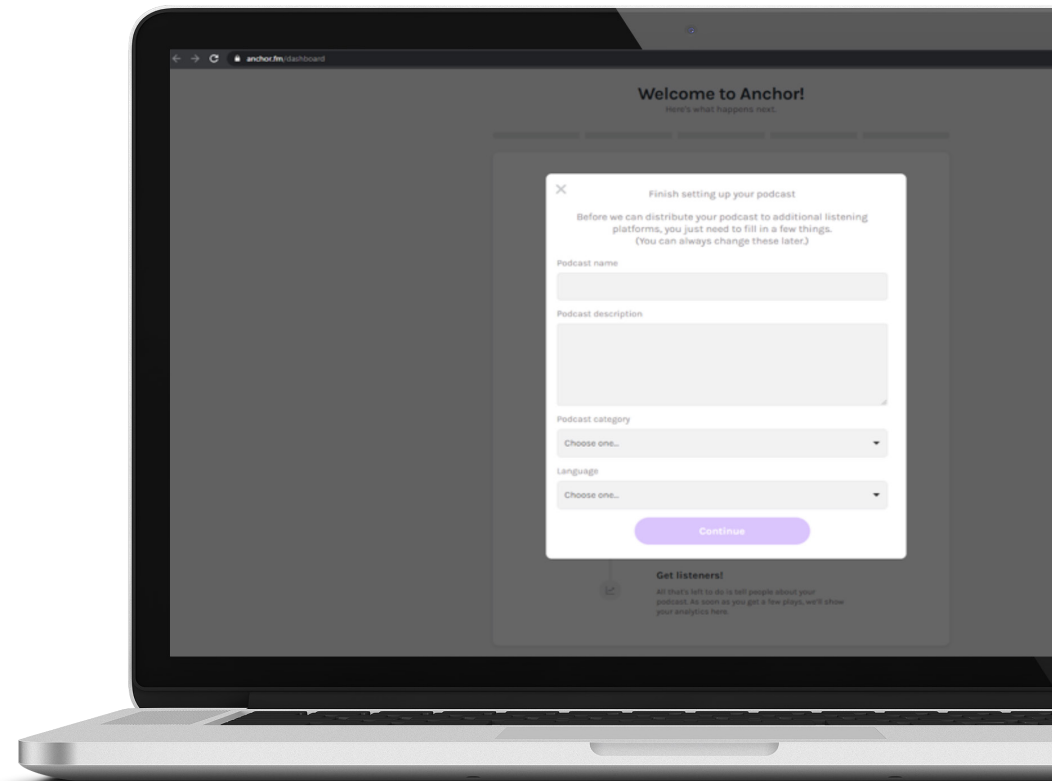 anchor.fm/dashboard
Welcome to Anchor!
Here's what happens next.
Finish setting up your podcast
Before we can distribute your podcast to additional listening
platforms, you just need to fill in a few things.
(You can always change these later.)
Podcast name
Podcast description
Podcast category
Choose one...
Language
Choose one...
Continue
Get listeners!
All that's left to do is tell people about your
podcast. As soon as you get a few plays, we'll show
your analytics here.